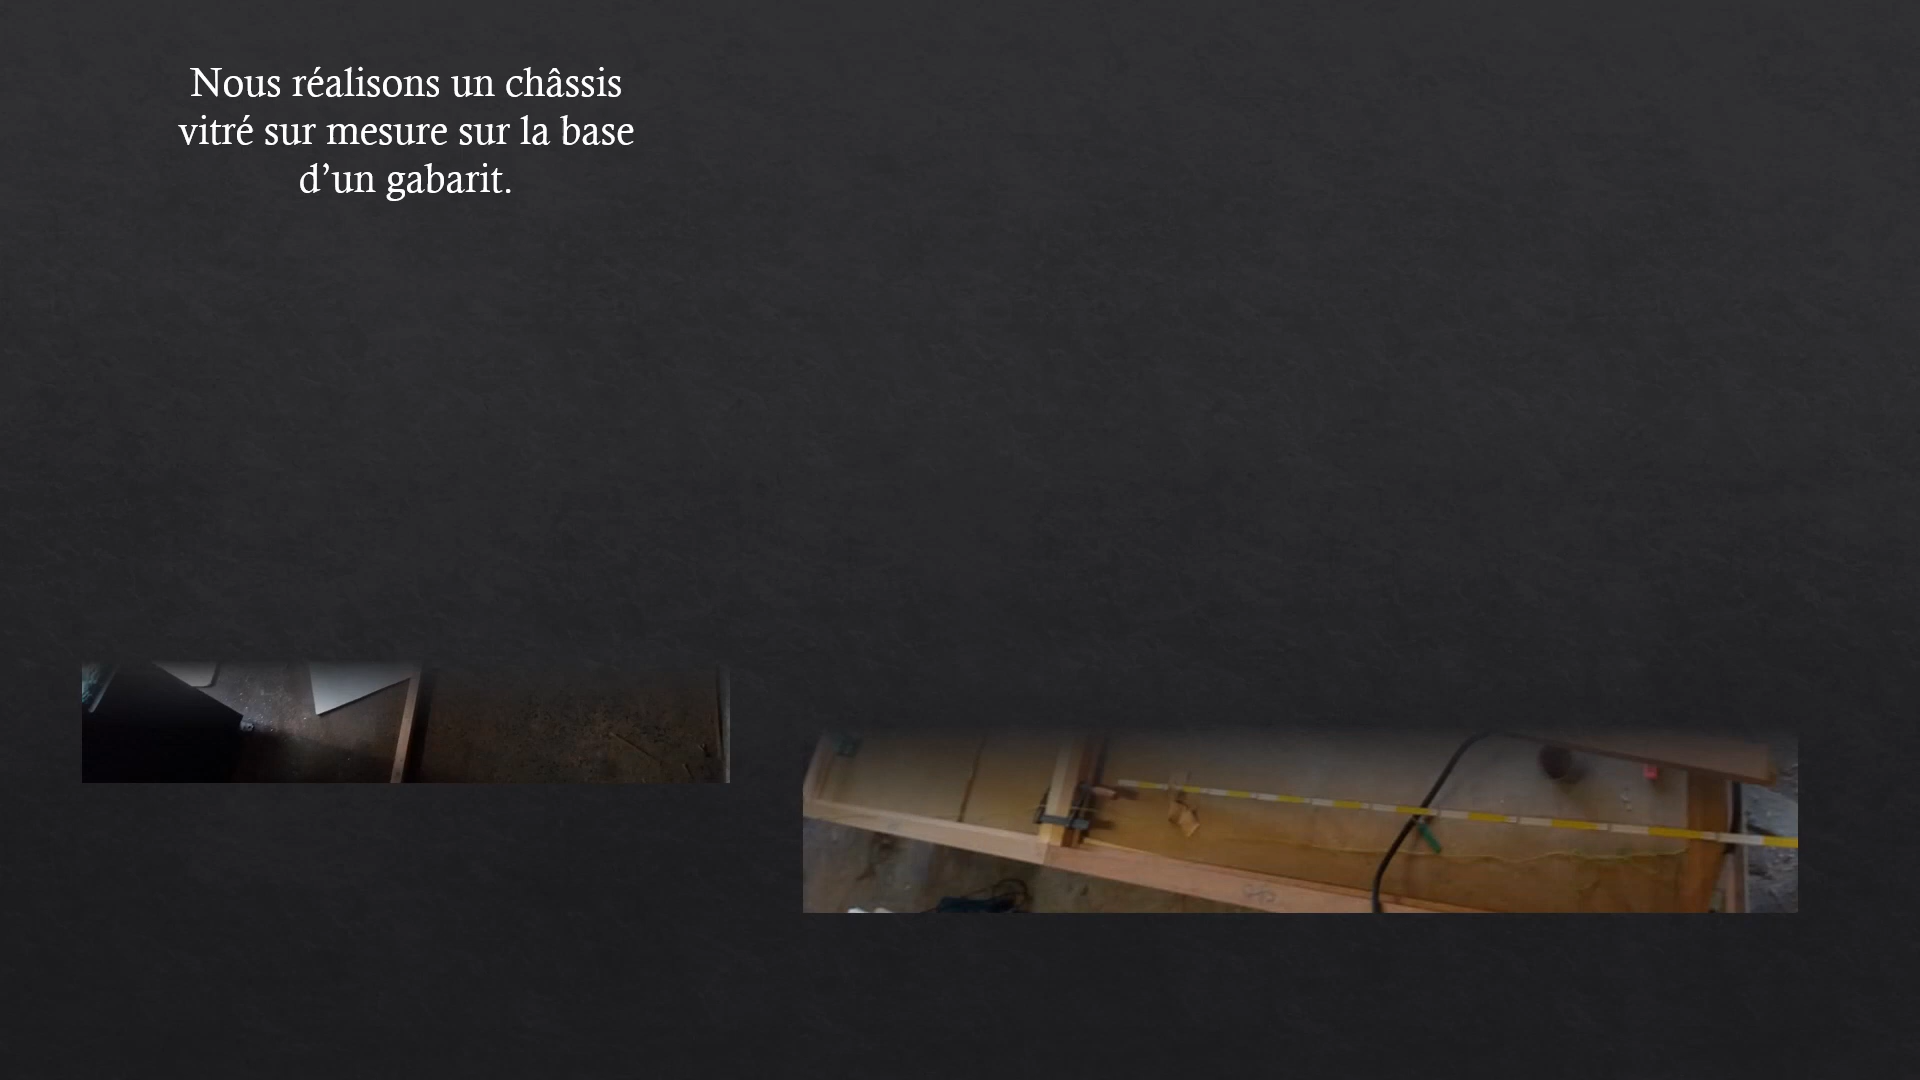 Nous réalisons un châssis
vitré sur mesure sur la base
d’un gabarit.